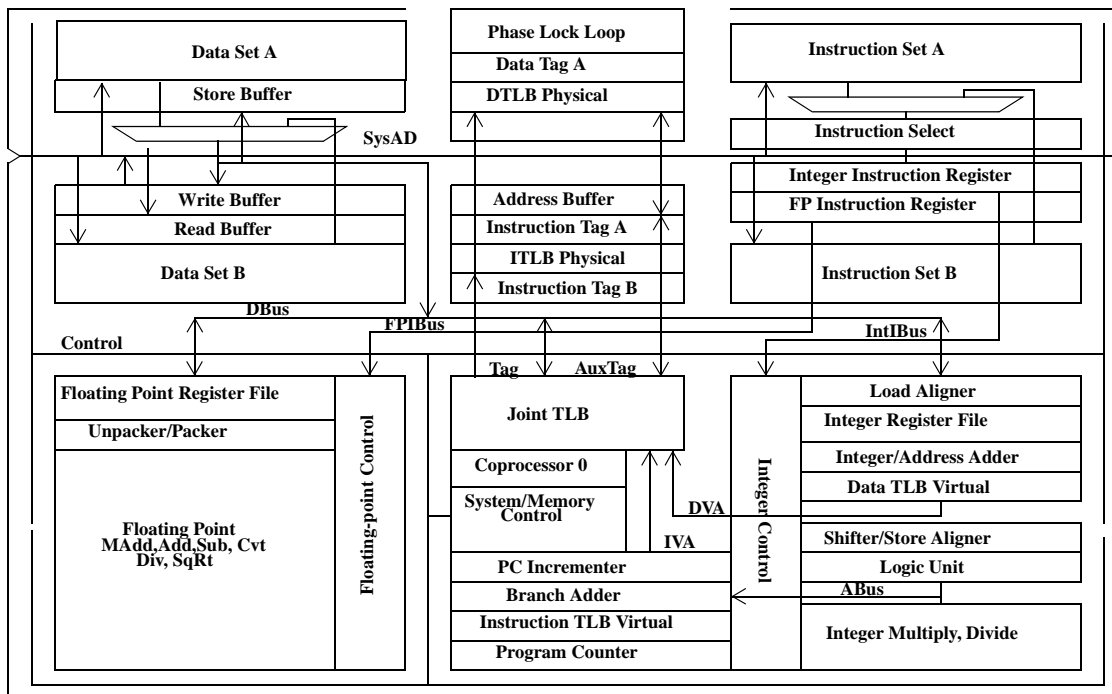 Data Set A
Store Buffer
SysAD
Write Buffer
Read Buffer
Data Set B
DBus
FPIBus
Control
Phase Lock Loop
Data Tag A
DTLB Physical
Address Buffer
Instruction Tag A
ITLB Physical
Instruction Tag B
Instruction Set A
Instruction Select
Integer Instruction Register
FP Instruction Register
Instruction Set B
IntIBus
Floating Point Register File
Unpacker/Packer
Floating Point
MAdd,Add,Sub, Cvt
Div, SqRt
Floating-point Control
Tag
AuxTag
Joint TLB
Coprocessor 0
System/Memory
Control
DVA
IVA
PC Incrementer
Branch Adder
Instruction TLB Virtual
Program Counter
Integer Control
Load Aligner
Integer Register File
Integer/Address Adder
Data TLB Virtual
Shifter/Store Aligner
Logic Unit
ABus
Integer Multiply, Divide